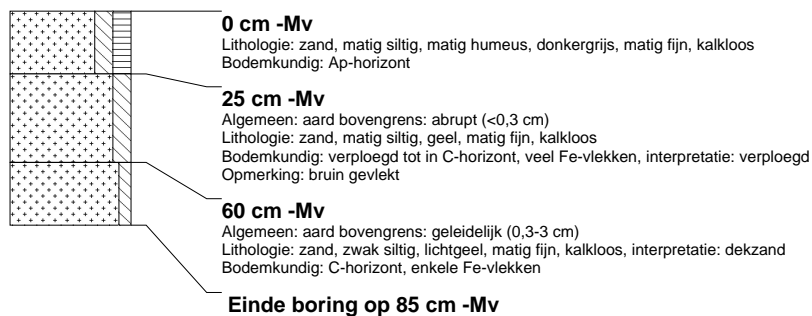 0 cm -Mv
Lithologie: zand, matig siltig, matig humeus, donkergrijs, matig fijn, kalkloos
Bodemkundig: Ap-horizont
25 cm -Mv
Algemeen: aard bovengrens: abrupt (<0,3 cm)
Lithologie: zand, matig siltig, geel, matig fijn, kalkloos
Bodemkundig: verploegd tot in C-horizont, veel Fe-vlekken, interpretatie: verploegd
Opmerking: bruin gevlekt
60 cm -Mv
Algemeen: aard bovengrens: geleidelijk (0,3-3 cm)
Lithologie: zand, zwak siltig, lichtgeel, matig fijn, kalkloos, interpretatie: dekzand
Bodemkundig: C-horizont, enkele Fe-vlekken
Einde boring op 85 cm -Mv